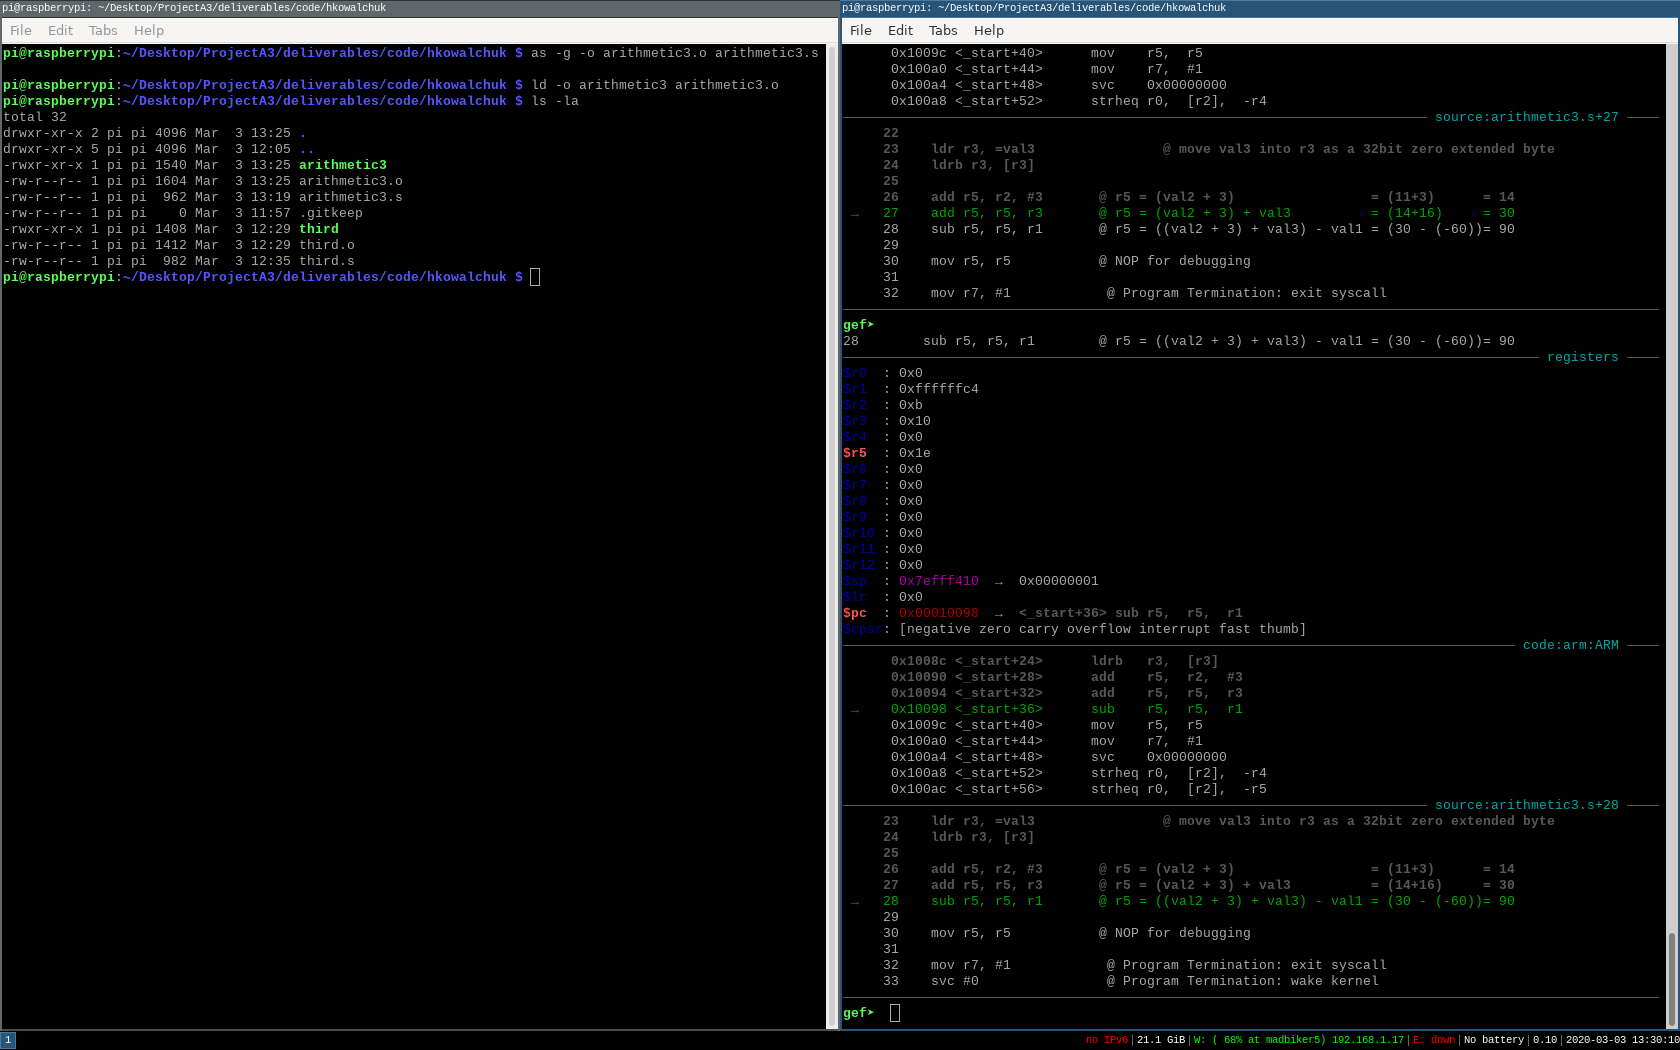 pi@raspberrypi: ~/Desktop/ProjectA3/deliverables/code/hkowalchuk
File Edit Tabs Help
pi@raspberrypi:~/Desktop/ProjectA3/deliverables/code/hkowalchuk $ as -g -o arithmetic3.o arithmetic3.s
pi@raspberrypi:~/Desktop/ProjectA3/deliverables/code/hkowalchuk $ ld -o arithmetic3 arithmetic3.o
pi@raspberrypi:~/Desktop/ProjectA3/deliverables/code/hkowalchuk $ ls -la
total 32
drwxr-xr-x 2 pi pi 4096 Mar  3 13:25 .
drwxr-xr-x 5 pi pi 4096 Mar  3 12:05 ..
-rwxr-xr-x 1 pi pi 1540 Mar  3 13:25 arithmetic3
-rw-r--r-- 1 pi pi 1604 Mar  3 13:25 arithmetic3.o
-rw-r--r-- 1 pi pi  962 Mar  3 13:19 arithmetic3.s
-rw-r--r-- 1 pi pi    0 Mar  3 11:57 .gitkeep
-rwxr-xr-x 1 pi pi 1408 Mar  3 12:29 third
-rw-r--r-- 1 pi pi 1412 Mar  3 12:29 third.o
-rw-r--r-- 1 pi pi  982 Mar  3 12:35 third.s
pi@raspberrypi:~/Desktop/ProjectA3/deliverables/code/hkowalchuk $
pi@raspberrypi: ~/Desktop/ProjectA3/deliverables/code/hkowalchuk
File Edit Tabs Help
0x1009c <_start+40> mov r5, r5
0x100a0 <_start+44> mov r7, #1
0x100a4 <_start+48> svc 0x00000000
0x100a8 <_start+52> strheq r0, [r2], -r4
source:arithmetic3.s+27
22
23 ldr r3, =val3 @ move val3 into r3 as a 32bit zero extended byte
24 ldrb r3, [r3]
25
26 add r5, r2, #3 @ r5 = (val2 + 3) = (11+3) = 14
→ 27 add r5, r5, r3 @ r5 = (val2 + 3) + val3 = (14+16) = 30
28 sub r5, r5, r1 @ r5 = ((val2 + 3) + val3) - val1 = (30 - (-60))= 90
29
30 mov r5, r5 @ NOP for debugging
31
32 mov r7, #1 @ Program Termination: exit syscall
gef➤
28 sub r5, r5, r1 @ r5 = ((val2 + 3) + val3) - val1 = (30 - (-60))= 90
registers
$r0 : 0x0
$r1 : 0xffffffc4
$r2 : 0xb
$r3 : 0x10
$r4 : 0x0
$r5 : 0x1e
$r6 : 0x0
$r7 : 0x0
$r8 : 0x0
$r9 : 0x0
$r10 : 0x0
$r11 : 0x0
$r12 : 0x0
$sp : 0x7efff410 → 0x00000001
$lr : 0x0
$pc : 0x00010098 → <_start+36> sub r5, r5, r1
$cpsr: [negative zero carry overflow interrupt fast thumb]
code:arm:ARM
0x1008c <_start+24> ldrb r3, [r3]
0x10090 <_start+28> add r5, r2, #3
0x10094 <_start+32> add r5, r5, r3
→ 0x10098 <_start+36> sub r5, r5, r1
0x1009c <_start+40> mov r5, r5
0x100a0 <_start+44> mov r7, #1
0x100a4 <_start+48> svc 0x00000000
0x100a8 <_start+52> strheq r0, [r2], -r4
0x100ac <_start+56> strheq r0, [r2], -r5
source:arithmetic3.s+28
23 ldr r3, =val3 @ move val3 into r3 as a 32bit zero extended byte
24 ldrb r3, [r3]
25
26 add r5, r2, #3 @ r5 = (val2 + 3) = (11+3) = 14
27 add r5, r5, r3 @ r5 = (val2 + 3) + val3 = (14+16) = 30
→ 28 sub r5, r5, r1 @ r5 = ((val2 + 3) + val3) - val1 = (30 - (-60))= 90
29
30 mov r5, r5 @ NOP for debugging
31
32 mov r7, #1 @ Program Termination: exit syscall
33 svc #0 @ Program Termination: wake kernel
gef➤
1
no IPv6|21.1 GiB|W: ( 68% at madbiker5) 192.168.1.17|E: down|No battery|0.10|2020-03-03 13:30:10